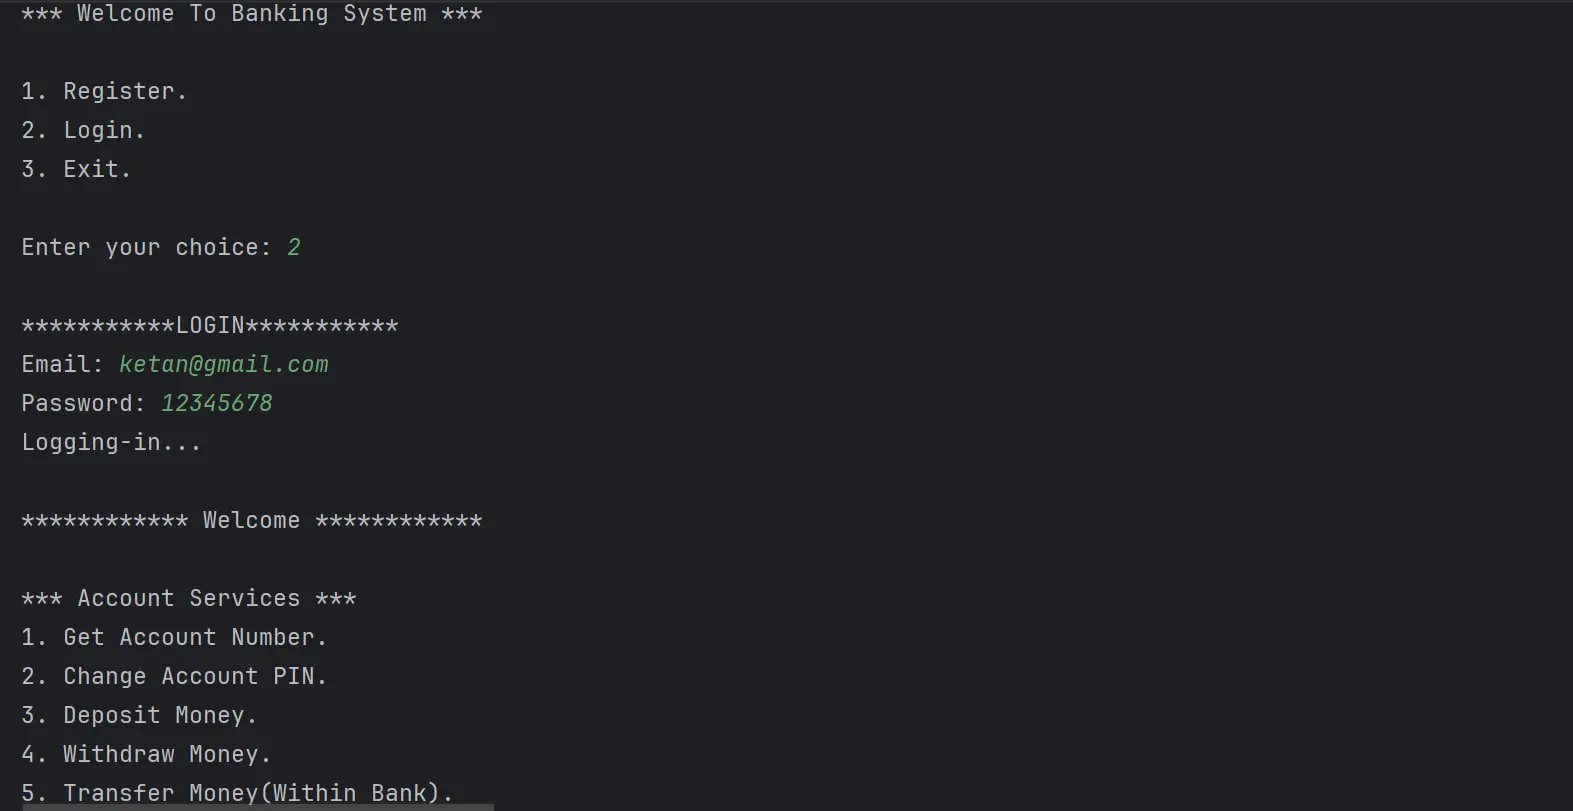 *** Welcome To Banking System ***
1. Register.
2. Login.
3. Exit.
Enter your choice: 2
***********LOGIN***********
Email: ketan@gmail.com
Password: 12345678
Logging-in...
************ Welcome ************
*** Account Services ***
1. Get Account Number.
2. Change Account PIN.
3. Deposit Money.
4. Withdraw Money.
5. Transfer Money(Within Bank).